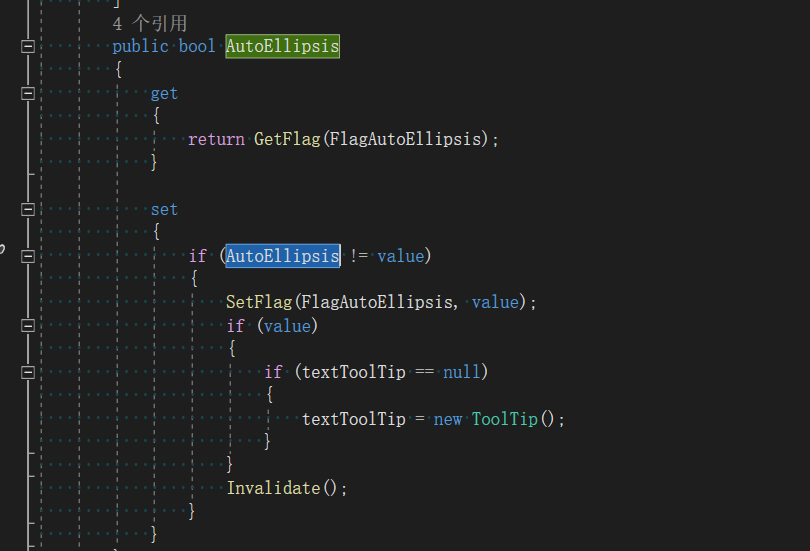 ]
4 个引用
public bool AutoEllipsis
{
get
{
return GetFlag(FlagAutoEllipsis);
}
set
{
if (AutoEllipsis != value)
{
SetFlag(FlagAutoEllipsis, value);
if (value)
{
if (textToolTip == null)
{
textToolTip = new ToolTip();
}
}
Invalidate();
}
}